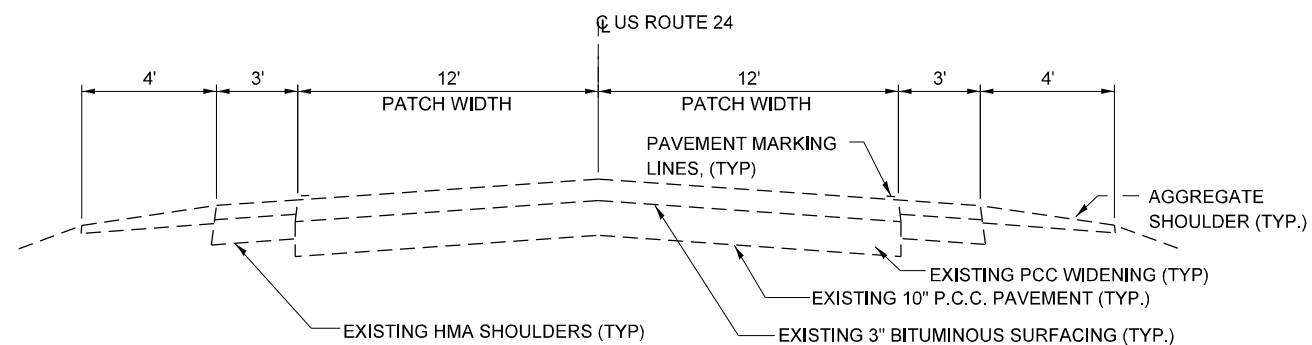 ℄ US ROUTE 24
4' 3' 12' 12' 3' 4'
PATCH WIDTH PATCH WIDTH
PAVEMENT MARKING
LINES, (TYP)
AGGREGATE
SHOULDER (TYP.)
EXISTING PCC WIDENING (TYP)
EXISTING 10" P.C.C. PAVEMENT (TYP.)
EXISTING HMA SHOULDERS (TYP)
EXISTING 3" BITUMINOUS SURFACING (TYP.)